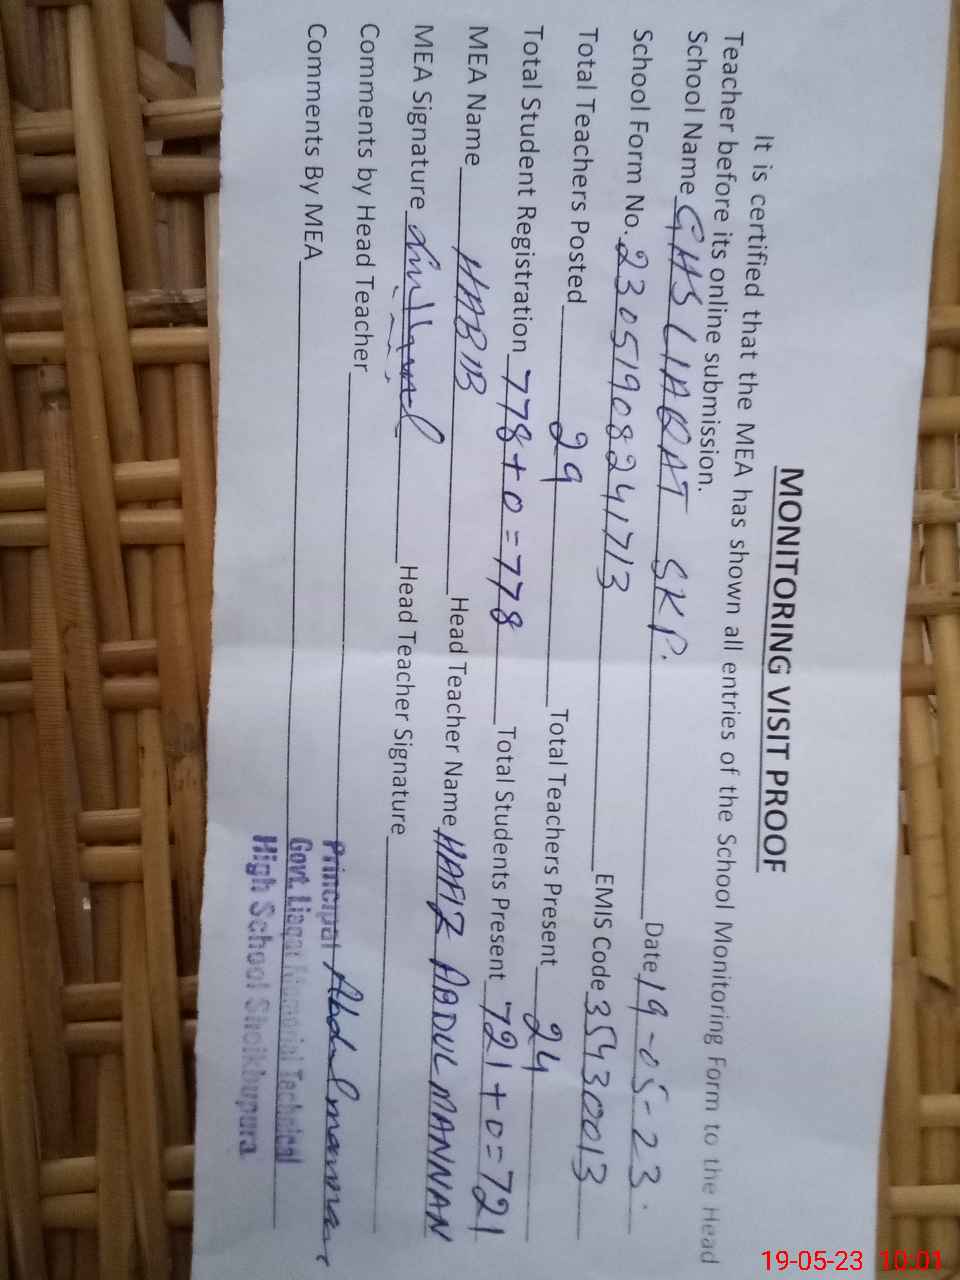 MONITORING VISIT PROOF
It is certified that the MEA has shown all entries of the School Monitoring Form to the Head
Teacher before its online submission.
School Name GHS LIAQAT SKP. Date 19-05-23.
School Form No. 23051908241713 EMIS Code 35430013
Total Teachers Posted 29 Total Teachers Present 24
Total Student Registration 778+0=778 Total Students Present 721+0=721
MEA Name HABIB Head Teacher Name HAFIZ ABDUL MANNAN
MEA Signature Head Teacher Signature
Comments by Head Teacher
Comments By MEA
Principal Abdul mannan
Govt. Liaqat Memorial Technical
High School Sheikhupura
19-05-23 10:01